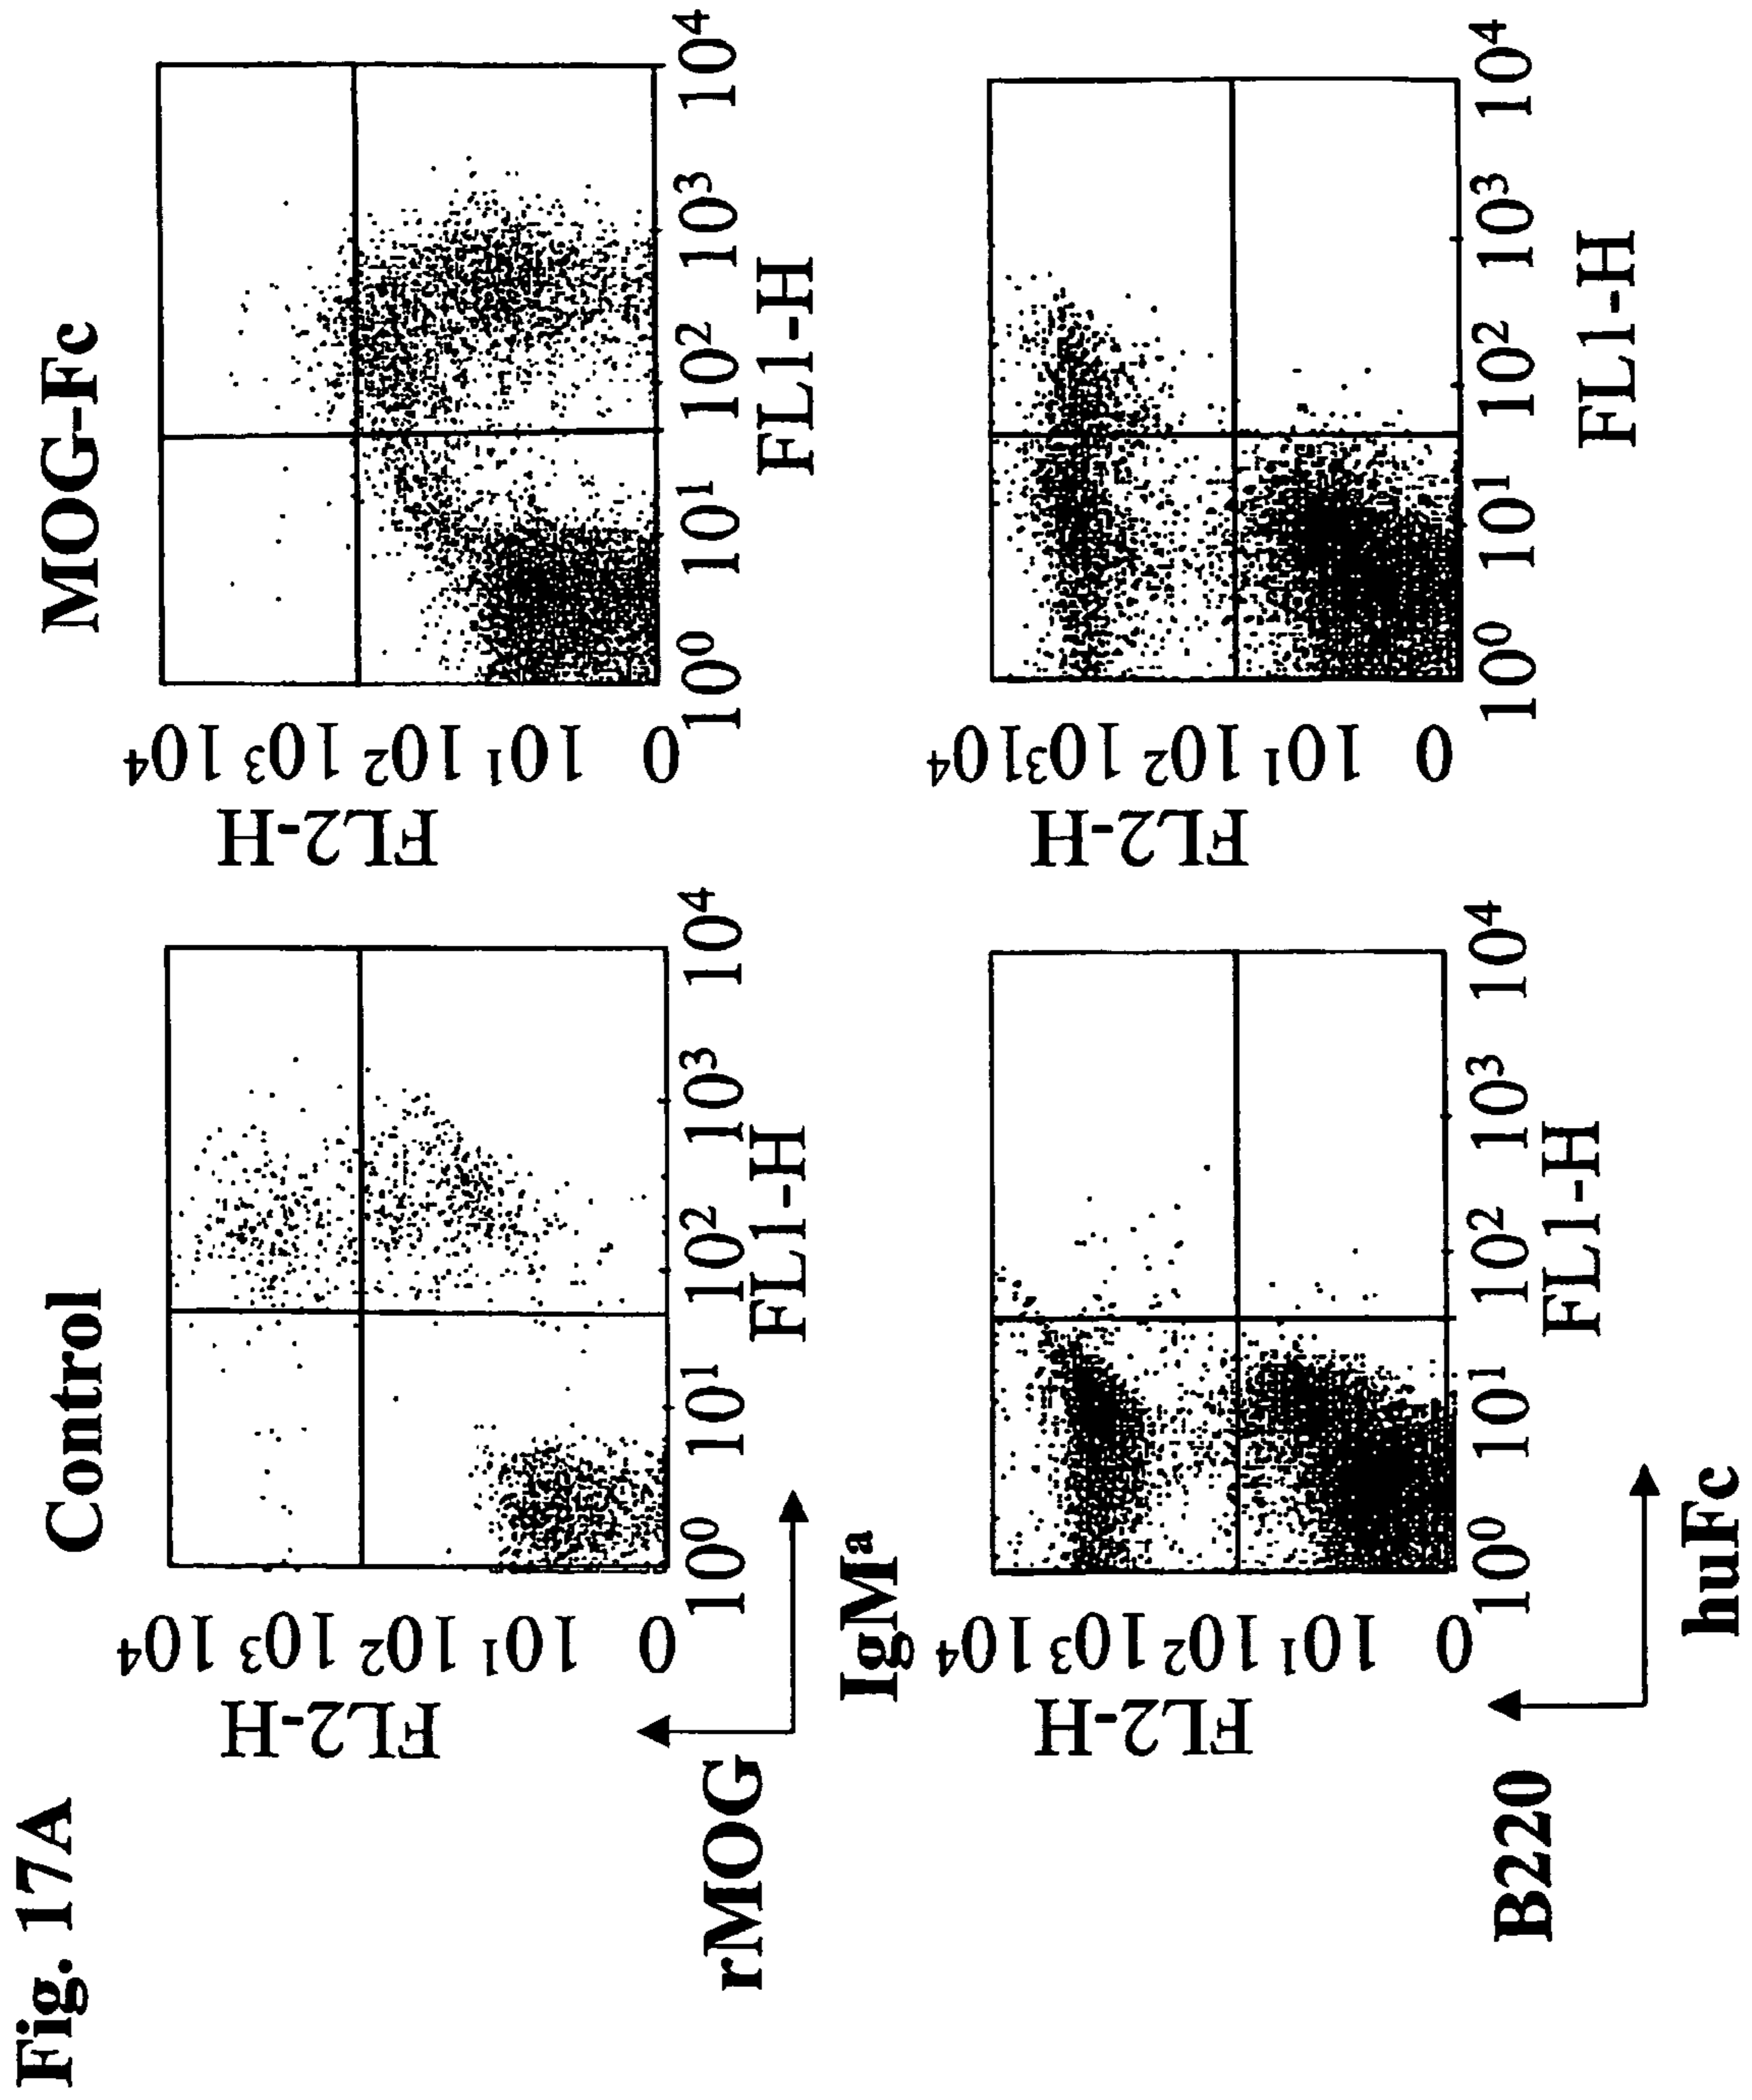 Fig. 17A
Control
MOG-Fc
FL2-H
10⁴ 10³ 10² 10¹ 0
10⁰ 10¹ 10² 10³ 10⁴
FL1-H
FL2-H
10⁴ 10³ 10² 10¹ 0
10⁰ 10¹ 10² 10³ 10⁴
FL1-H
rMOG
IgMᵃ
FL2-H
10⁴ 10³ 10² 10¹ 0
10⁰ 10¹ 10² 10³ 10⁴
FL1-H
FL2-H
10⁴ 10³ 10² 10¹ 0
10⁰ 10¹ 10² 10³ 10⁴
FL1-H
B220
huFc